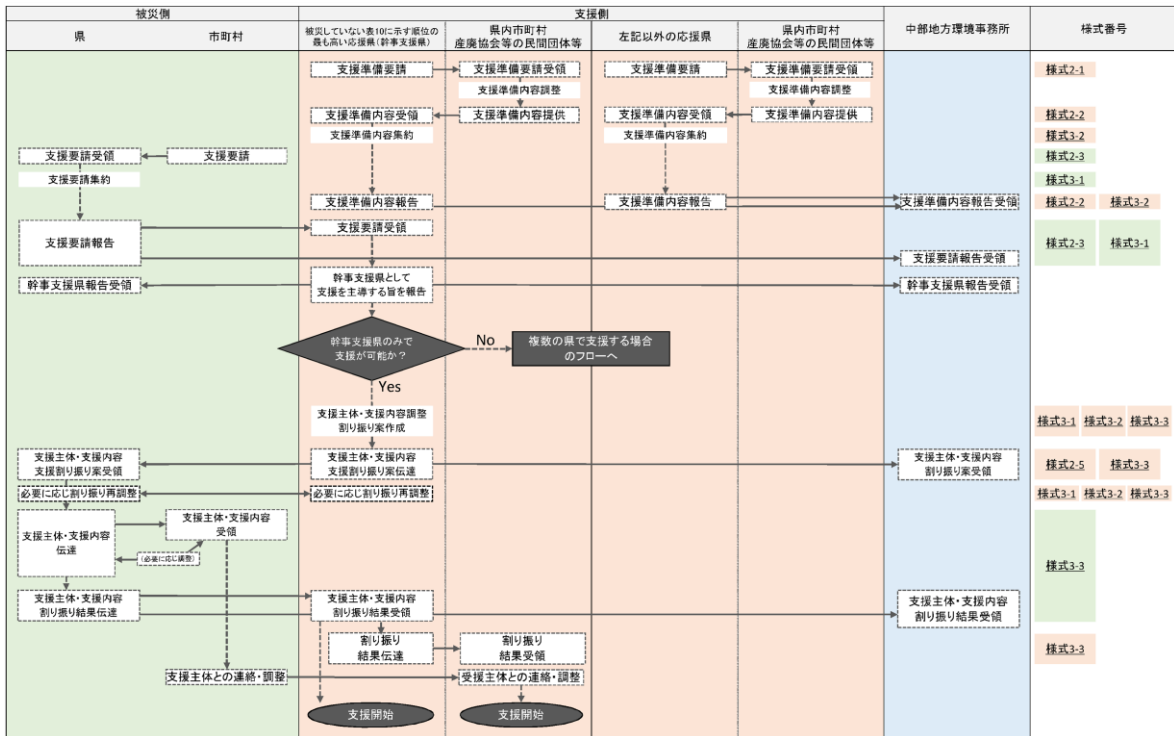 被災側
支援側
県
市町村
被災していない表10に示す順位の
最も高い応援県(幹事支援県)
県内市町村
産廃協会等の民間団体等
左記以外の応援県
県内市町村
産廃協会等の民間団体等
中部地方環境事務所
様式番号
支援準備要請
支援準備要請受領
支援準備要請
支援準備要請受領
様式2-1
支援準備内容調整
支援準備内容調整
支援準備内容受領
支援準備内容提供
支援準備内容受領
支援準備内容提供
様式2-2
支援準備内容集約
支援準備内容集約
様式3-2
支援要請受領
支援要請
様式2-3
支援要請集約
様式3-1
支援準備内容報告
支援準備内容報告
支援準備内容報告受領
様式2-2
様式3-2
支援要請報告
支援要請受領
様式2-3
様式3-1
支援要請報告受領
幹事支援県報告受領
幹事支援県として
支援を主導する旨を報告
幹事支援県報告受領
幹事支援県のみで
支援が可能か？
No
複数の県で支援する場合
のフローへ
Yes
支援主体・支援内容調整
割り振り案作成
様式3-1
様式3-2
様式3-3
支援主体・支援内容
支援割り振り案受領
支援主体・支援内容
支援割り振り案伝達
支援主体・支援内容
割り振り案受領
様式2-5
様式3-3
必要に応じ割り振り再調整
必要に応じ割り振り再調整
様式3-1
様式3-2
様式3-3
支援主体・支援内容
伝達
支援主体・支援内容
受領
(必要に応じ調整)
様式3-3
支援主体・支援内容
割り振り結果伝達
支援主体・支援内容
割り振り結果受領
支援主体・支援内容
割り振り結果受領
割り振り
結果伝達
割り振り
結果受領
様式3-3
支援主体との連絡・調整
受援主体との連絡・調整
支援開始
支援開始